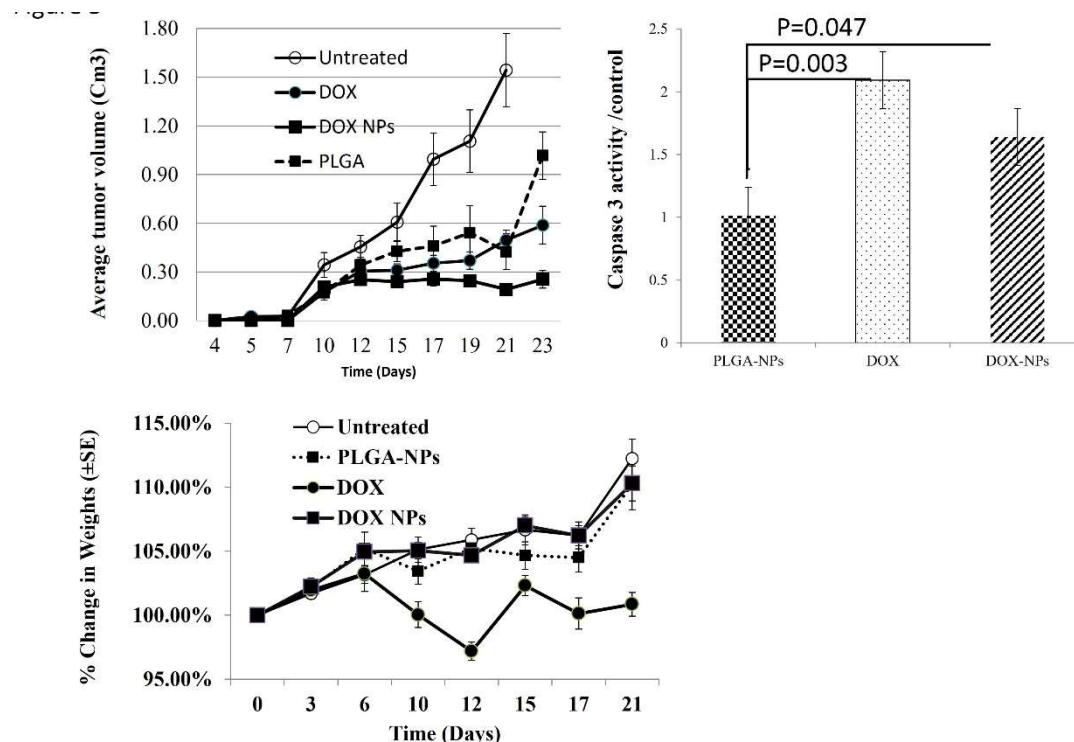 1.80
1.50
1.20
0.90
0.60
0.30
0.00
Average tumor volume (Cm3)
Untreated
DOX
DOX NPs
PLGA
4 5 7 10 12 15 17 19 21 23
Time (Days)
2.5
2
1.5
1
0.5
0
Caspase 3 activity /control
P=0.047
P=0.003
PLGA-NPs DOX DOX-NPs
115.00%
110.00%
105.00%
100.00%
95.00%
% Change in Weights (±SE)
Untreated
PLGA-NPs
DOX
DOX NPs
0 3 6 10 12 15 17 21
Time (Days)